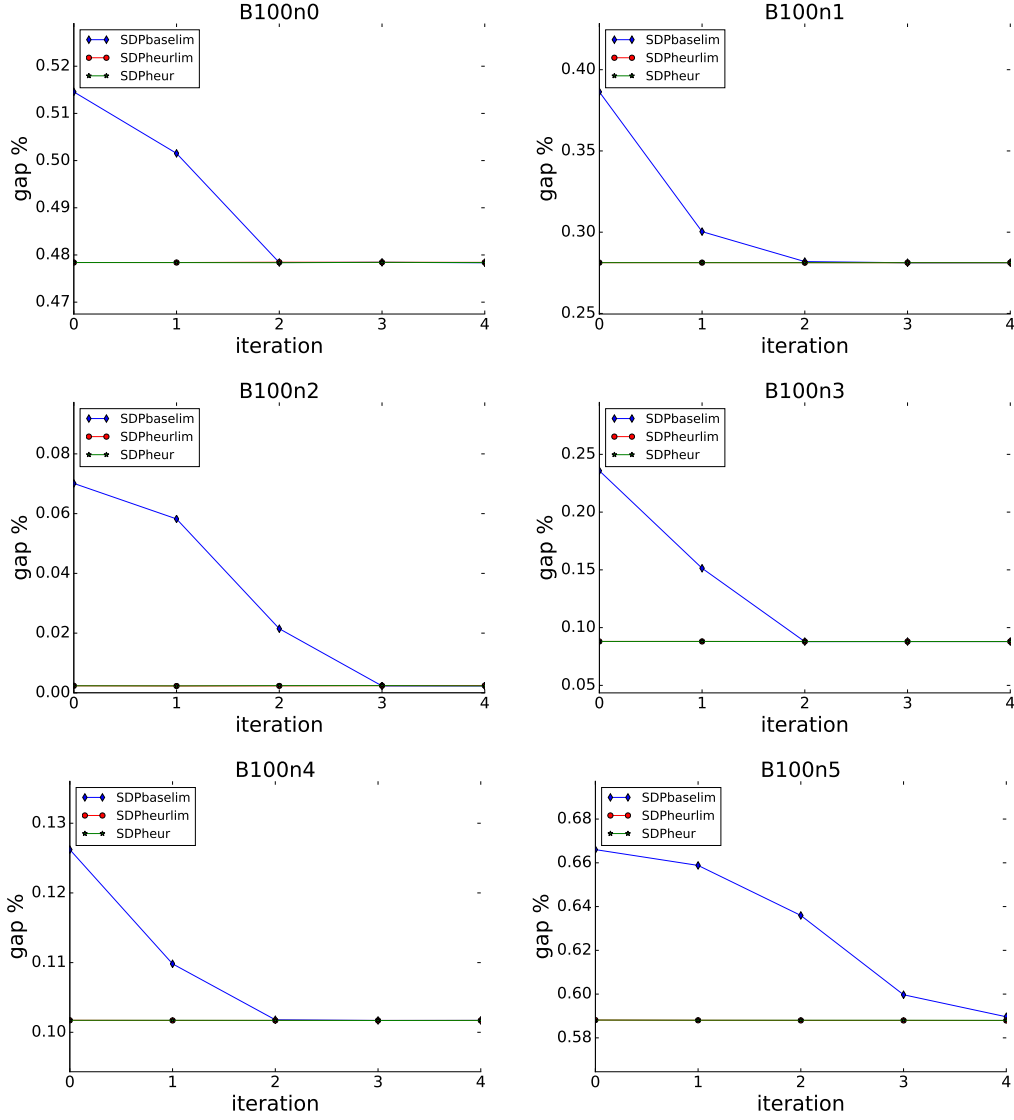 B100n0
SDPbaselim
SDPheurlim
SDPheur
0.52
0.51
0.50
0.49
0.48
0.47
gap %
0 1 2 3 4
iteration
B100n1
SDPbaselim
SDPheurlim
SDPheur
0.40
0.35
0.30
0.25
gap %
0 1 2 3 4
iteration
B100n2
SDPbaselim
SDPheurlim
SDPheur
0.08
0.06
0.04
0.02
0.00
gap %
0 1 2 3 4
iteration
B100n3
SDPbaselim
SDPheurlim
SDPheur
0.25
0.20
0.15
0.10
0.05
gap %
0 1 2 3 4
iteration
B100n4
SDPbaselim
SDPheurlim
SDPheur
0.13
0.12
0.11
0.10
gap %
0 1 2 3 4
iteration
B100n5
SDPbaselim
SDPheurlim
SDPheur
0.68
0.66
0.64
0.62
0.60
0.58
gap %
0 1 2 3 4
iteration